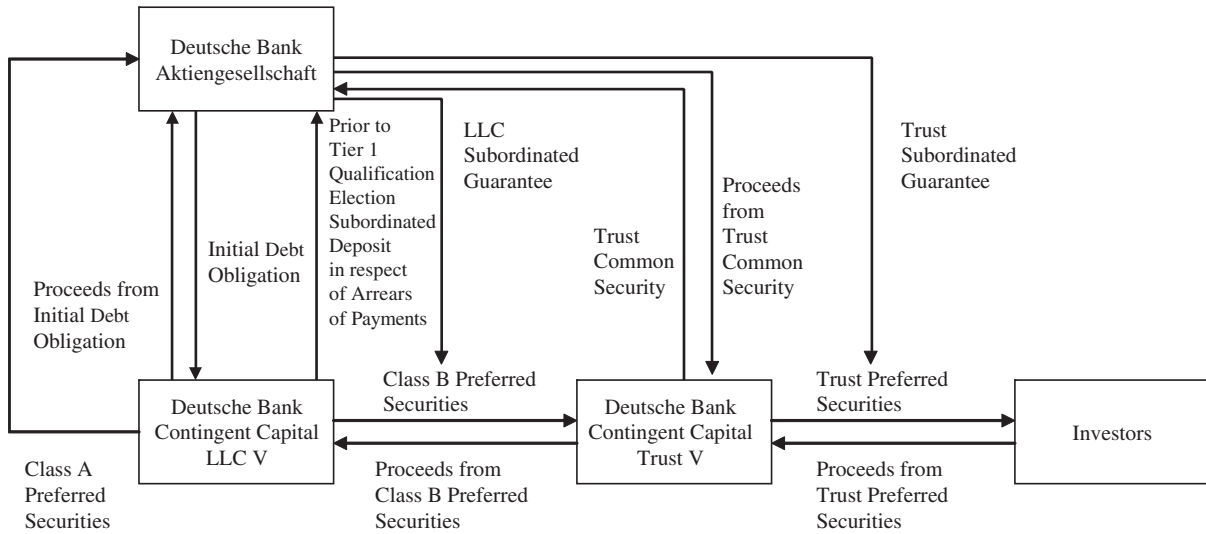 Deutsche Bank
Aktiengesellschaft
Prior to
Tier 1
Qualification
Election
Subordinated
Deposit
in respect
of Arrears
of Payments
LLC
Subordinated
Guarantee
Trust
Subordinated
Guarantee
Proceeds
from
Trust
Common
Security
Trust
Common
Security
Initial Debt
Obligation
Proceeds from
Initial Debt
Obligation
Class B Preferred
Securities
Trust Preferred
Securities
Deutsche Bank
Contingent Capital
LLC V
Deutsche Bank
Contingent Capital
Trust V
Investors
Class A
Preferred
Securities
Proceeds from
Class B Preferred
Securities
Proceeds from
Trust Preferred
Securities